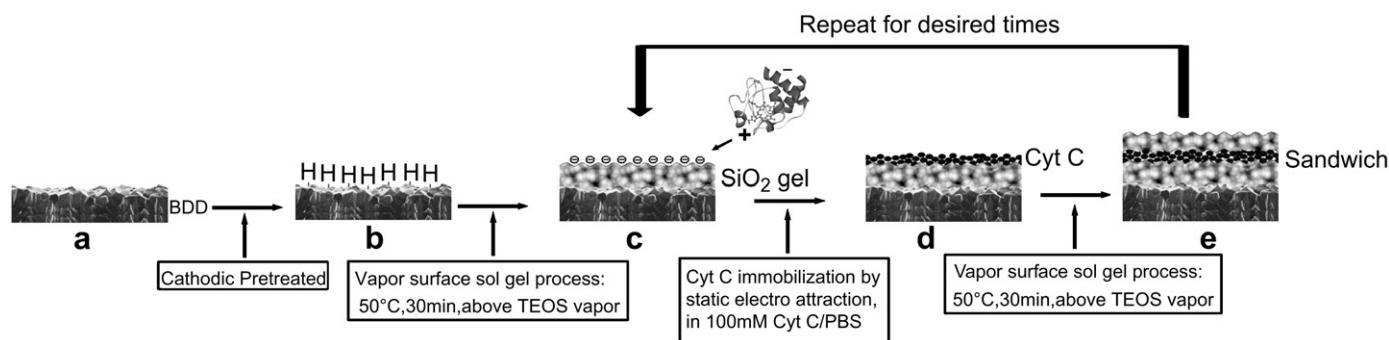 Repeat for desired times
−
+
H H H H H H H
⊖ ⊖ ⊖ ⊖ ⊖ ⊖ ⊖ ⊖ ⊖
BDD
SiO₂ gel
Cyt C
Sandwich
a
b
c
d
e
Cathodic Pretreated
Vapor surface sol gel process:
50°C,30min,above TEOS vapor
Cyt C immobilization by
static electro attraction,
in 100mM Cyt C/PBS
Vapor surface sol gel process:
50°C,30min,above TEOS vapor